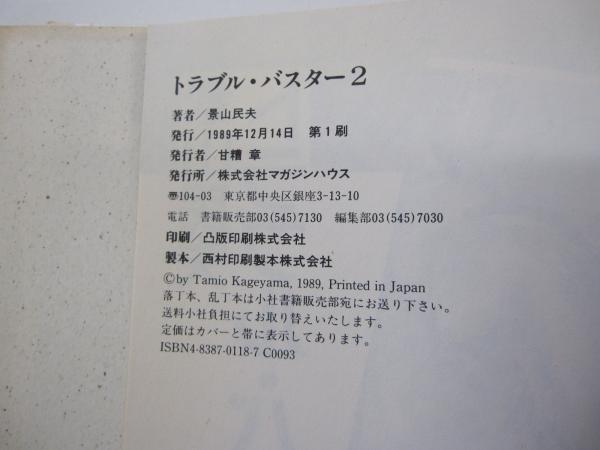 トラブル・バスター2
著者／景山民夫
発行／1989年12月14日　第1刷
発行者／甘糟 章
発行所／株式会社マガジンハウス
〠104-03　東京都中央区銀座3-13-10
電話　書籍販売部03(545)7130　編集部03(545)7030
印刷／凸版印刷株式会社
製本／西村印刷製本株式会社
©by Tamio Kageyama, 1989, Printed in Japan
落丁本、乱丁本は小社書籍販売部宛にお送り下さい。
送料小社負担にてお取り替えいたします。
定価はカバーと帯に表示してあります。
ISBN4-8387-0118-7 C0093